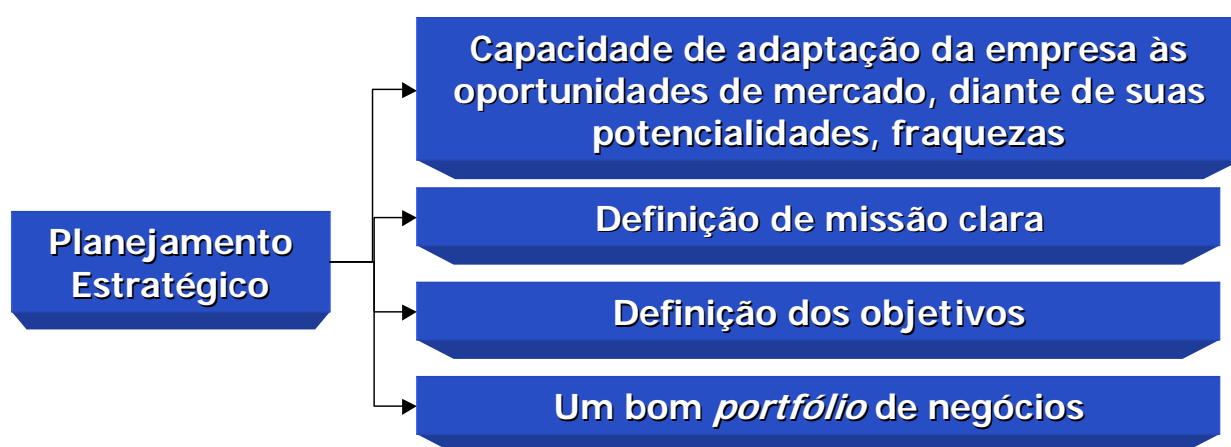 Capacidade de adaptação da empresa às
oportunidades de mercado, diante de suas
potencialidades, fraquezas
Definição de missão clara
Planejamento
Estratégico
Definição dos objetivos
Um bom portfólio de negócios